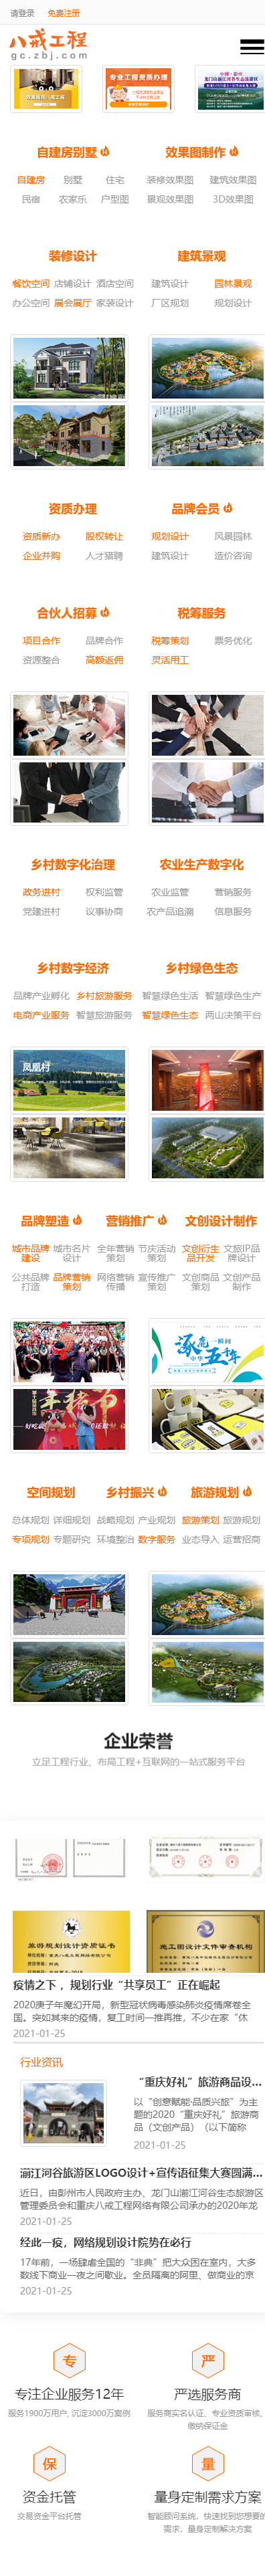 请登录 免费注册
八戒工程
gc.zbj.com
专业工程资质办理
自建房别墅 效果图制作
自建房 别墅 住宅 装修效果图 建筑效果图
民宿 农家乐 户型图 景观效果图 3D效果图
装修设计 建筑景观
餐饮空间 店铺设计 酒店空间 建筑设计 园林景观
办公空间 展会展厅 家装设计 厂区规划 规划设计
资质办理 品牌会员
资质新办 股权转让 规划设计 风景园林
企业并购 人才猎聘 建筑设计 造价咨询
合伙人招募 税筹服务
项目合作 品牌合作 税筹策划 票务优化
资源整合 高额返佣 灵活用工
乡村数字化治理 农业生产数字化
政务进村 权利监管 农业监管 营销服务
党建进村 议事协商 农产品追溯 信息服务
乡村数字经济 乡村绿色生态
品牌产业孵化 乡村旅游服务 智慧绿色生活 智慧绿色生产
电商产业服务 智慧旅游服务 智慧绿色生态 两山决策平台
凤凰村
品牌塑造 营销推广 文创设计制作
城市品牌 城市名片 全年营销 节庆活动 文创衍生 文旅IP品
建设 设计 策划 策划 品开发 牌设计
公共品牌 品牌营销 网络营销 宣传推广 文创商品 文创产品
打造 策划 传播 策划 策划 制作
空间规划 乡村振兴 旅游规划
总体规划 详细规划 战略规划 产业规划 旅游策划 旅游规划
专项规划 专题研究 环境整治 数字服务 业态导入 运营招商
企业荣誉
立足工程行业、布局工程+互联网的一站式服务平台
旅游规划设计资质证书
施工图设计文件审查机构
疫情之下 ，规划行业“共享员工”正在崛起
2020庚子年魔幻开局，新型冠状病毒感染肺炎疫情席卷全
国。突如其来的疫情，复工时间一推再推，不少在家“休
2021-01-25
行业资讯
“重庆好礼”旅游商品设...
以“创意赋能·品质兴旅”为主
题的2020“重庆好礼”旅游商
品（文创产品）（以下简称
2021-01-25
湔江河谷旅游区LOGO设计+宣传语征集大赛圆满...
近日，由彭州市人民政府主办、龙门山湔江河谷生态旅游区
管理委员会和重庆八戒工程网络有限公司承办的2020年龙
2021-01-25
经此一疫，网络规划设计院势在必行
17年前，一场肆虐全国的“非典”把大众困在室内，大多
数线下商业一夜之间歇业。全员隔离的阿里、做商业的京
2021-01-25
专 严
专注企业服务12年 严选服务商
服务1900万用户, 沉淀3000万案例 服务商实名认证、专业资质审核、
缴纳保证金
保 量
资金托管 量身定制需求方案
交易资金平台托管 智能顾问系统，快速找到您想要的
需求，量身定制解决方案